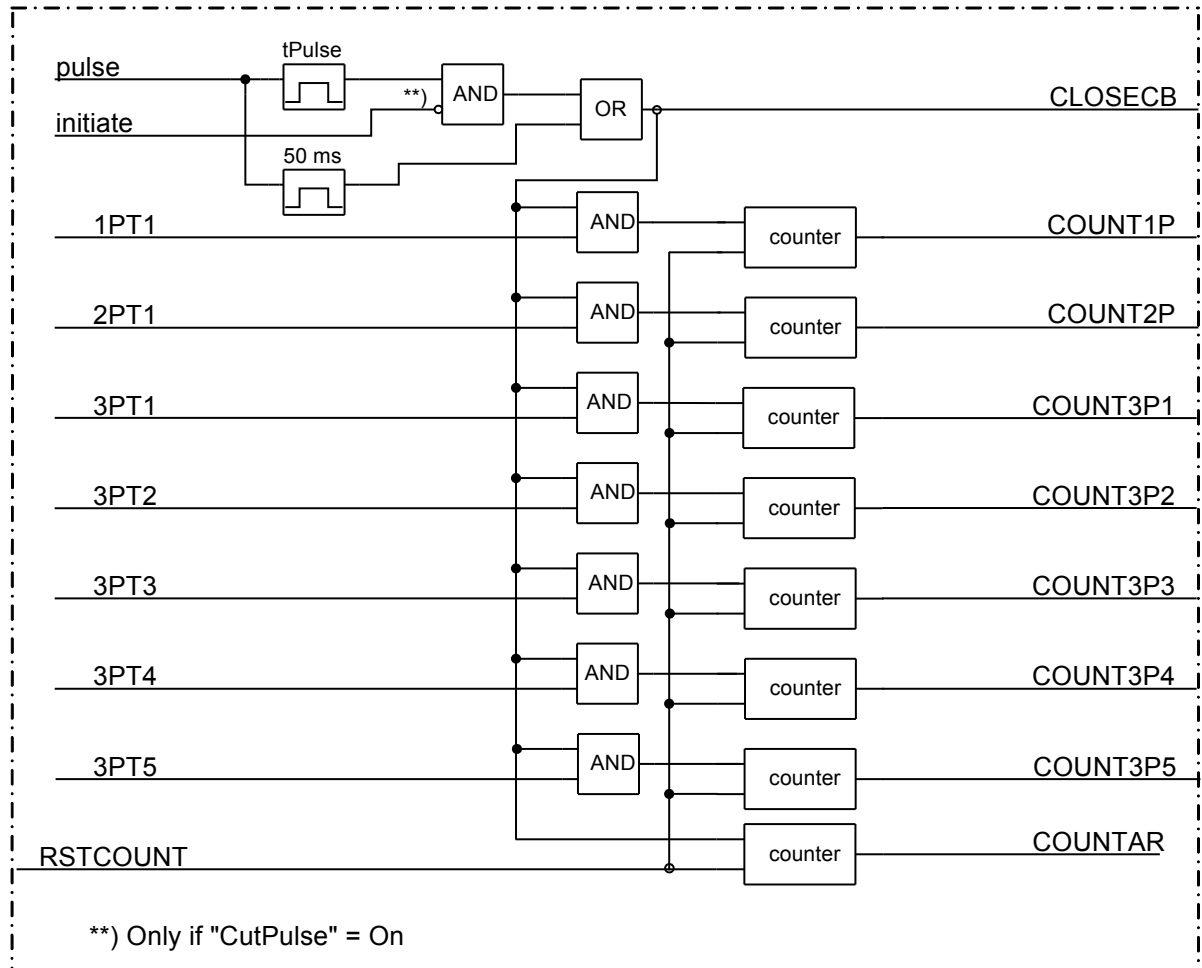 tPulse
pulse
**)
AND
OR
CLOSECB
initiate
50 ms
1PT1
AND
counter
COUNT1P
2PT1
AND
counter
COUNT2P
3PT1
AND
counter
COUNT3P1
3PT2
AND
counter
COUNT3P2
3PT3
AND
counter
COUNT3P3
3PT4
AND
counter
COUNT3P4
3PT5
AND
counter
COUNT3P5
RSTCOUNT
counter
COUNTAR
**) Only if "CutPulse" = On